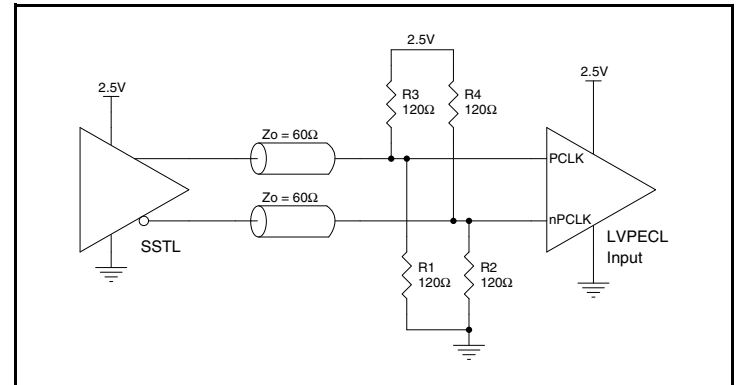 2.5V
2.5V
2.5V
R3
120Ω
R4
120Ω
Zo = 60Ω
PCLK
Zo = 60Ω
nPCLK
SSTL
LVPECL
Input
R1
120Ω
R2
120Ω